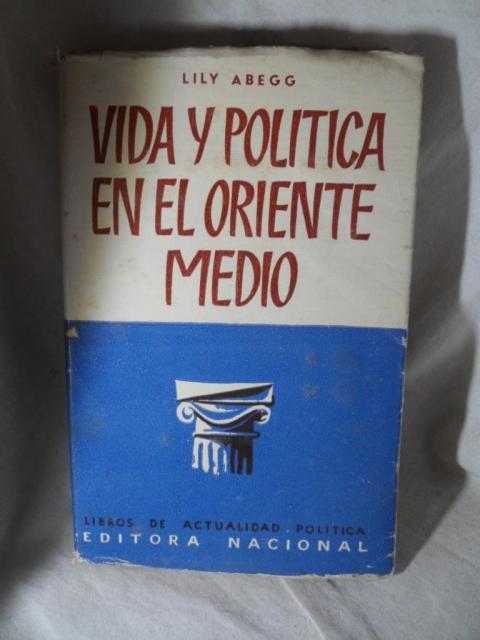 LILY ABEGG
VIDA Y POLITICA
EN EL ORIENTE
MEDIO
LIBROS DE ACTUALIDAD POLITICA
EDITORA NACIONAL